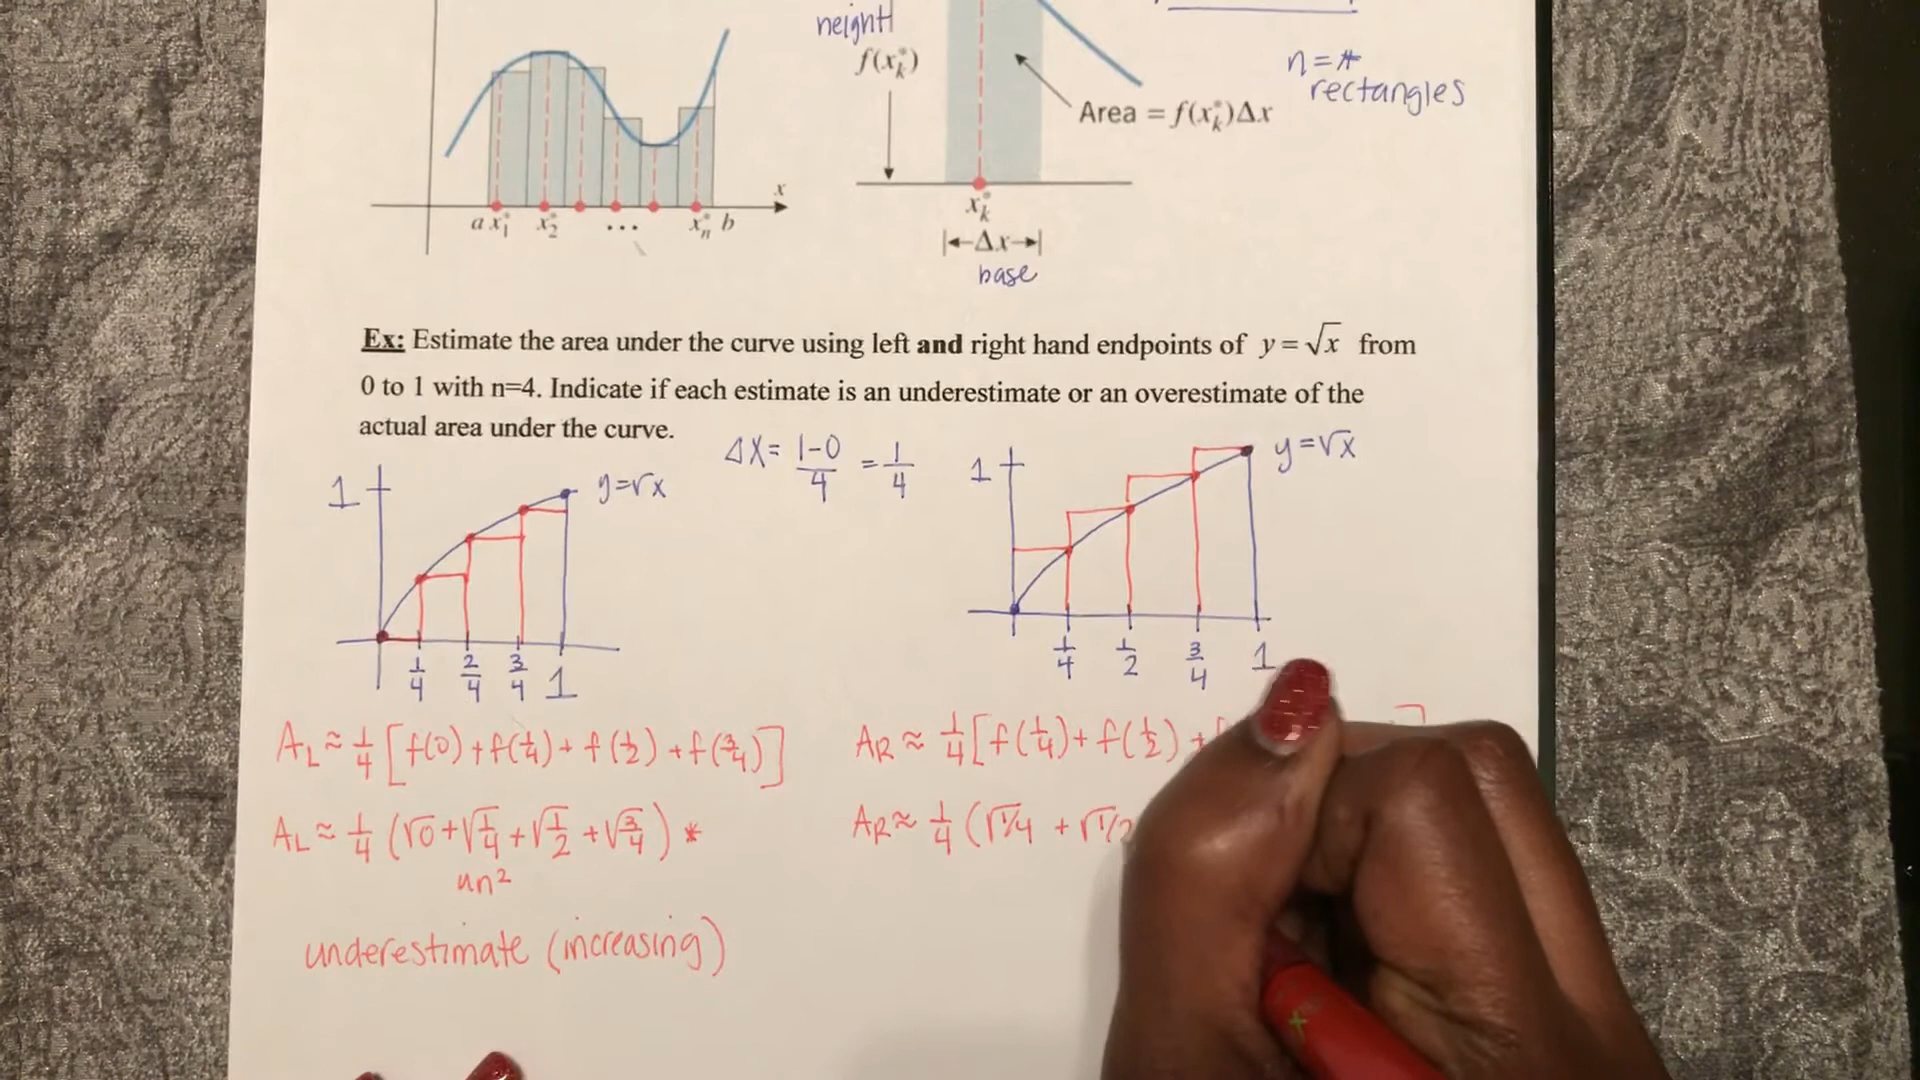 height
f(x*k)
n = #
rectangles
Area = f(x*k)Δx
x
a x*1 x*2 ... x*n b
x*k
Δx
base
Ex: Estimate the area under the curve using left and right hand endpoints of y = √x from
0 to 1 with n=4. Indicate if each estimate is an underestimate or an overestimate of the
actual area under the curve.
ΔX = (1-0)/4 = 1/4
1 y=√x
1/4 2/4 3/4 1
1 y=√x
1/4 1/2 3/4 1
AL ≈ 1/4 [f(0) + f(1/4) + f(1/2) + f(3/4)]
AL ≈ 1/4 (√0 + √1/4 + √1/2 + √3/4) *
un²
underestimate (increasing)
AR ≈ 1/4 [f(1/4) + f(1/2) + ]
AR ≈ 1/4 (√1/4 + √1/2